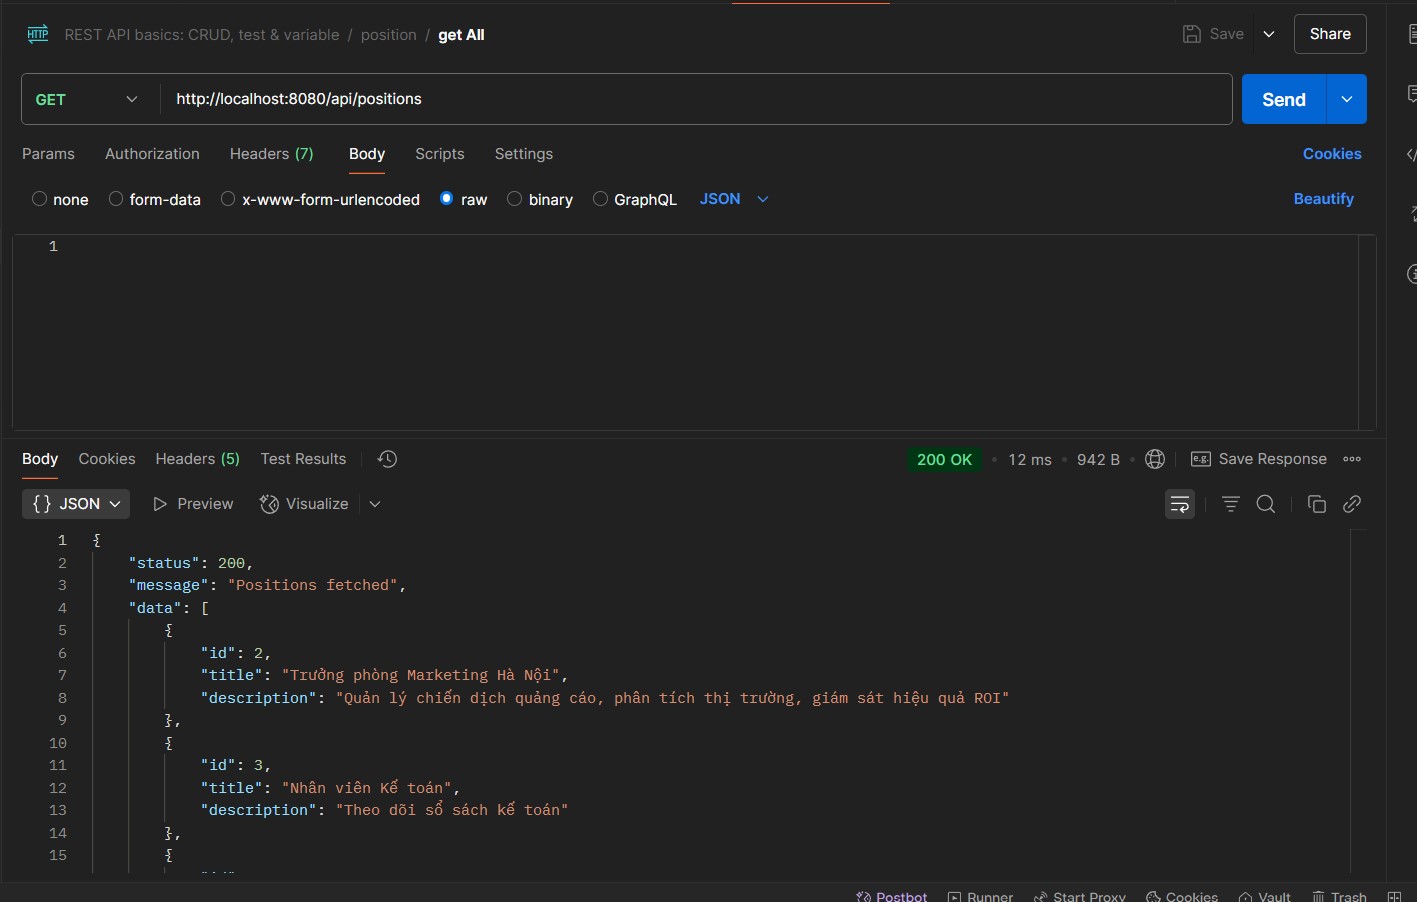 HTTP REST API basics: CRUD, test & variable / position / get All Save Share
GET http://localhost:8080/api/positions Send
Params Authorization Headers (7) Body Scripts Settings Cookies
none form-data x-www-form-urlencoded raw binary GraphQL JSON Beautify
1
Body Cookies Headers (5) Test Results 200 OK • 12 ms • 942 B • e.g. Save Response
{} JSON Preview Visualize
1 {
2 "status": 200,
3 "message": "Positions fetched",
4 "data": [
5 {
6 "id": 2,
7 "title": "Trưởng phòng Marketing Hà Nội",
8 "description": "Quản lý chiến dịch quảng cáo, phân tích thị trường, giám sát hiệu quả ROI"
9 },
10 {
11 "id": 3,
12 "title": "Nhân viên Kế toán",
13 "description": "Theo dõi sổ sách kế toán"
14 },
15 {
Postbot Runner Start Proxy Cookies Vault Trash